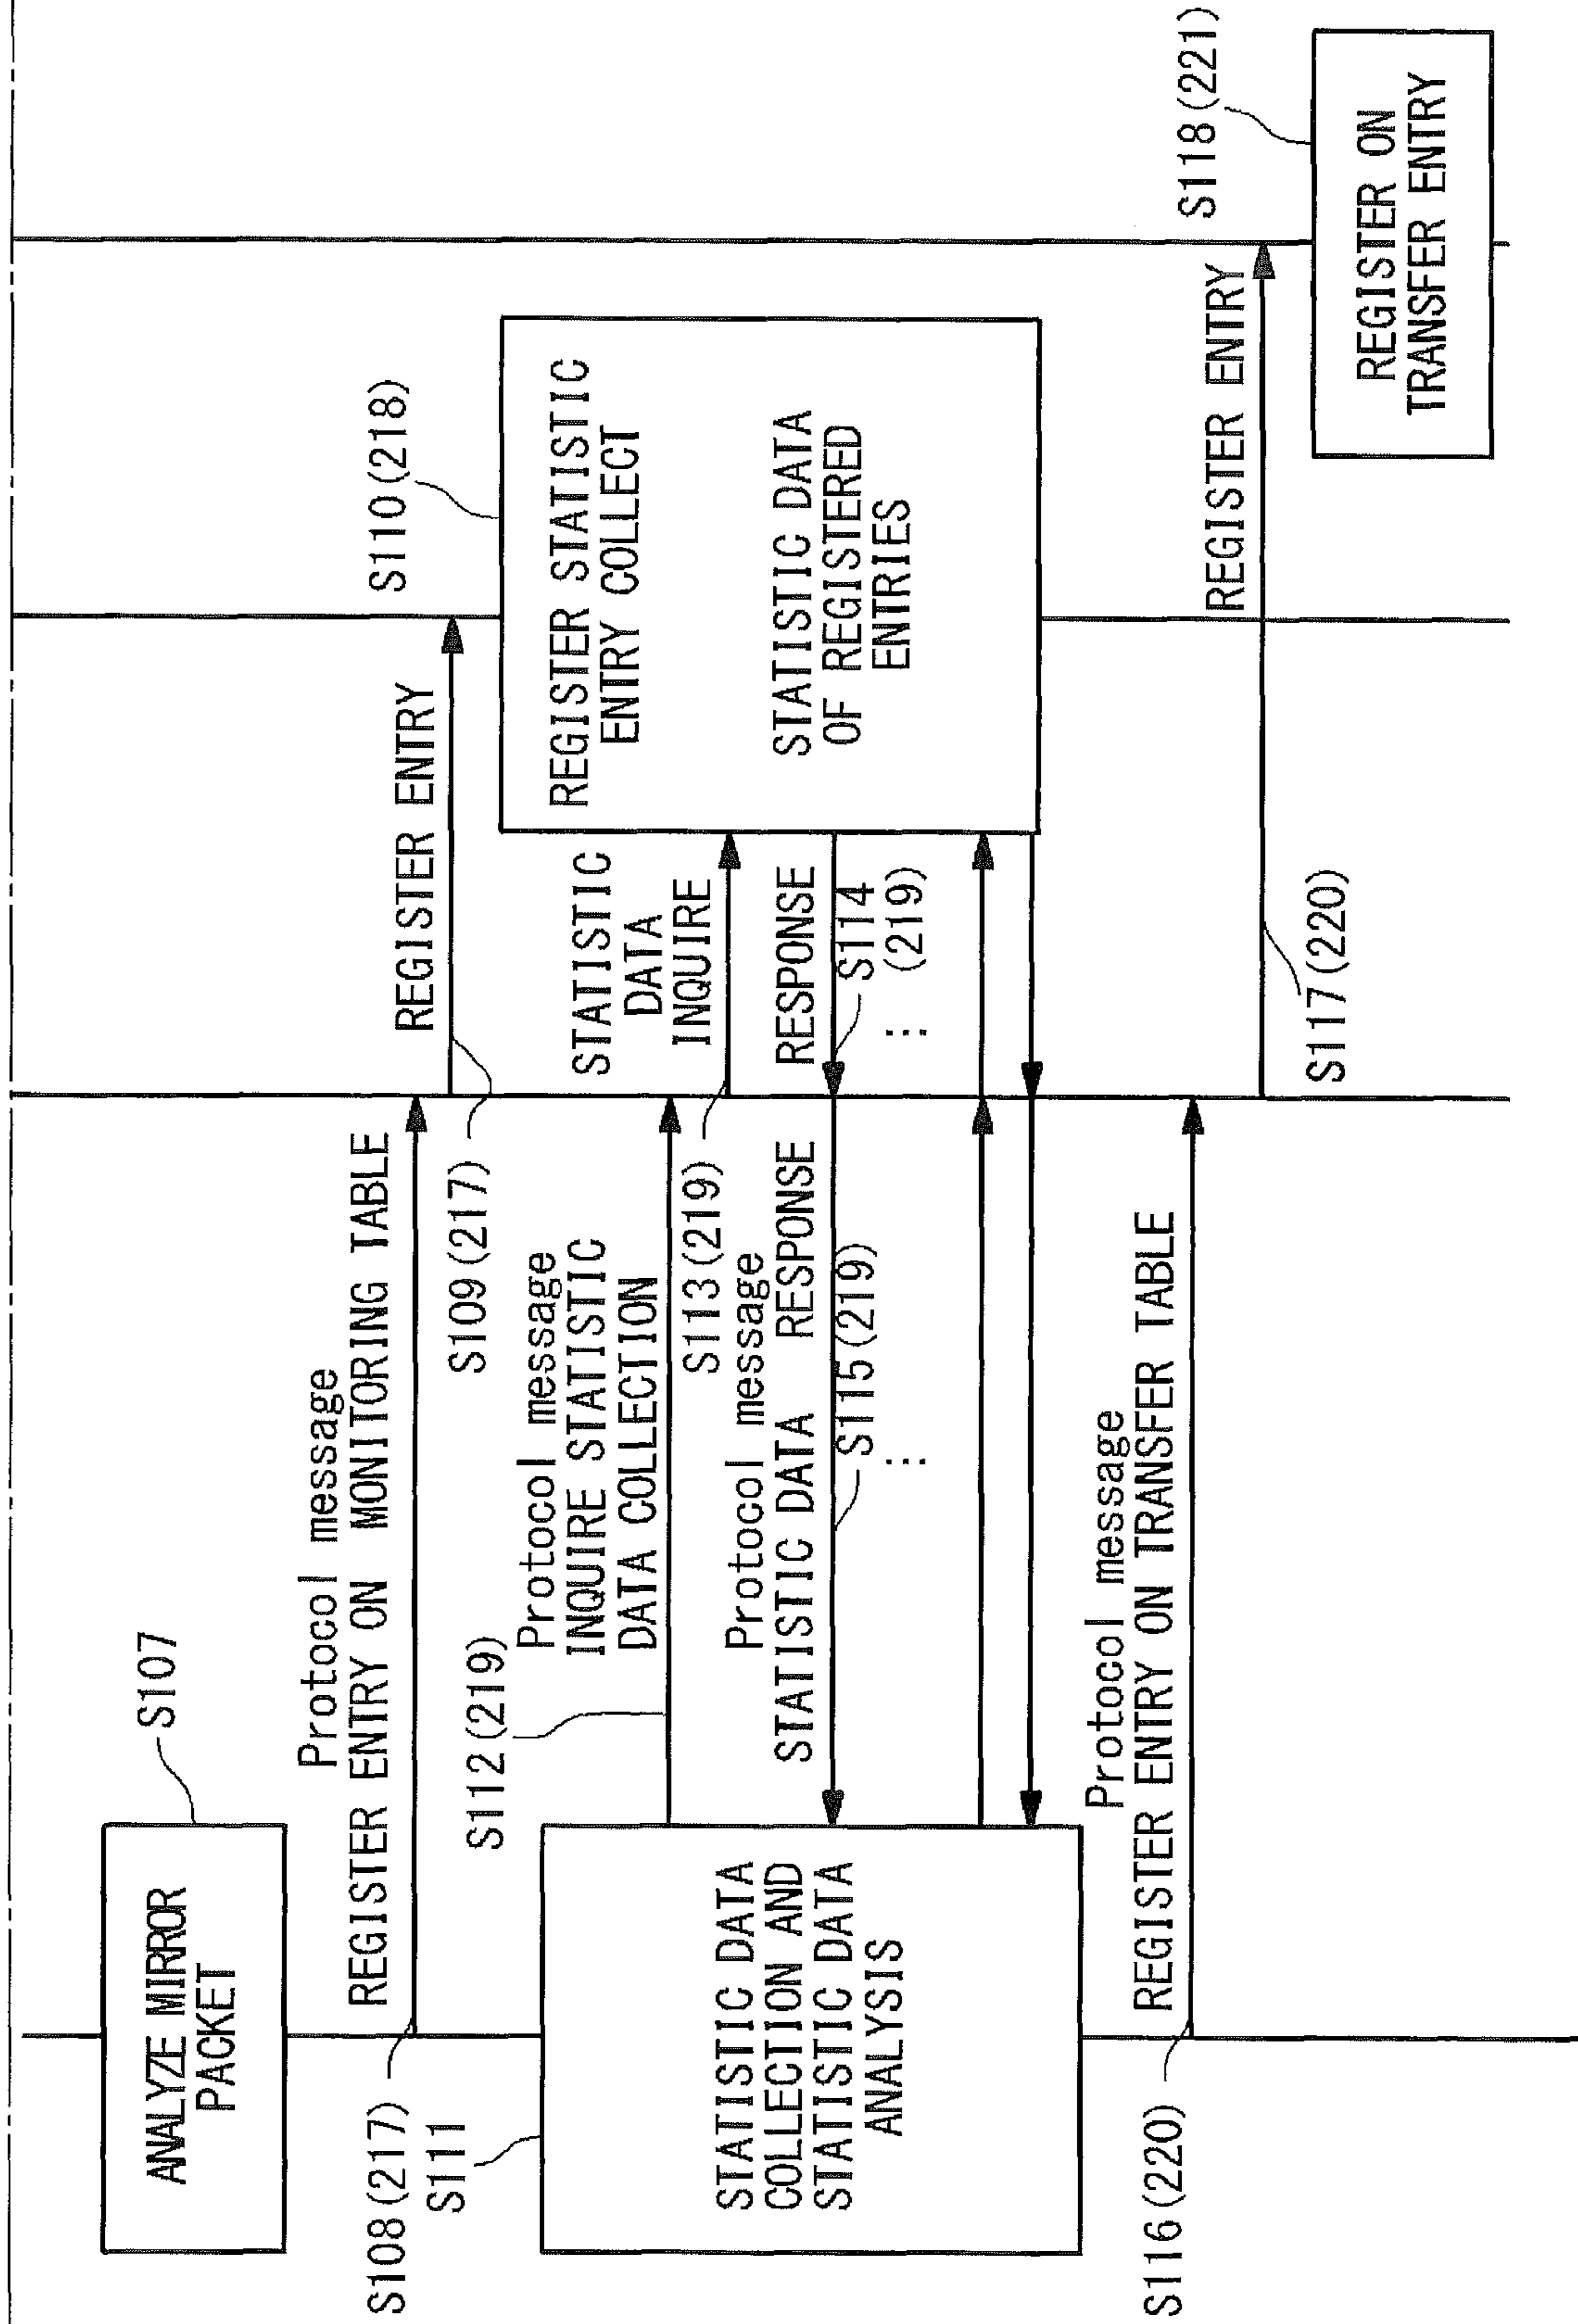 ANALYZE MIRROR
PACKET
S107
Protocol message
REGISTER ENTRY ON MONITORING TABLE
S108(217)
REGISTER ENTRY
S109(217)
S110(218)
REGISTER STATISTIC
ENTRY COLLECT
STATISTIC DATA
OF REGISTERED
ENTRIES
S111
STATISTIC DATA
COLLECTION AND
STATISTIC DATA
ANALYSIS
S112(219)
Protocol message
INQUIRE STATISTIC
DATA COLLECTION
STATISTIC
DATA
INQUIRE
S113(219)
RESPONSE
S114
(219)
...
Protocol message
STATISTIC DATA RESPONSE
S115(219)
...
Protocol message
REGISTER ENTRY ON TRANSFER TABLE
S116(220)
REGISTER ENTRY
S117(220)
S118(221)
REGISTER ON
TRANSFER ENTRY